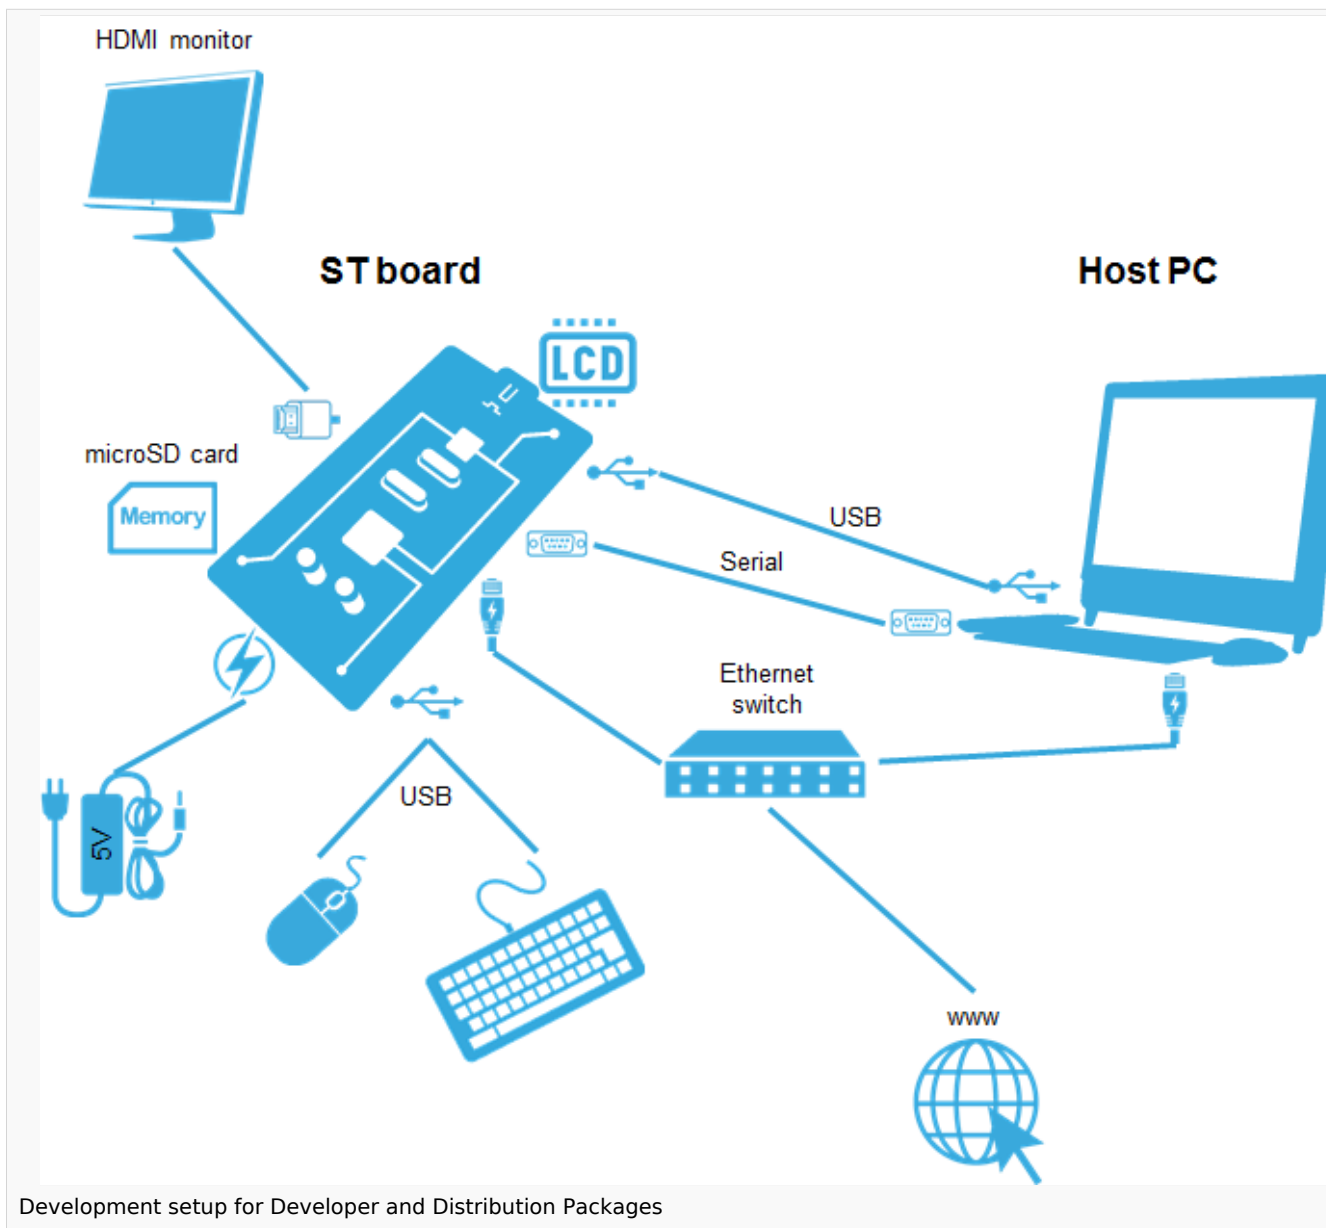 HDMI monitor
ST board
Host PC
LCD
microSD card
Memory
USB
Serial
Ethernet
switch
USB
5V
www
Development setup for Developer and Distribution Packages